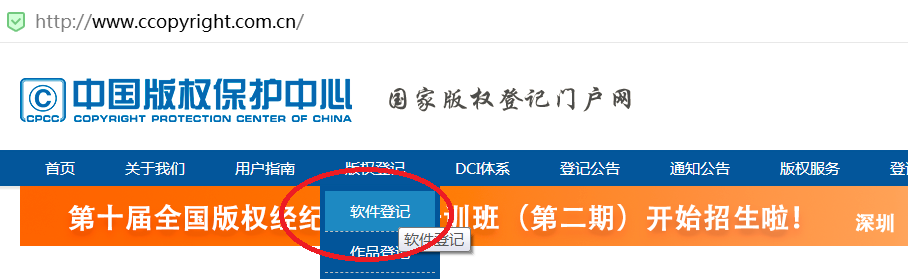 http://www.ccopyright.com.cn/
中国版权保护中心
CPCC COPYRIGHT PROTECTION CENTER OF CHINA
国家版权登记门户网
首页 关于我们 用户指南 版权登记 DCI体系 登记公告 通知公告 版权服务
第十届全国版权经纪 训班（第二期）开始招生啦！ 深圳
软件登记
软件登记
作品登记